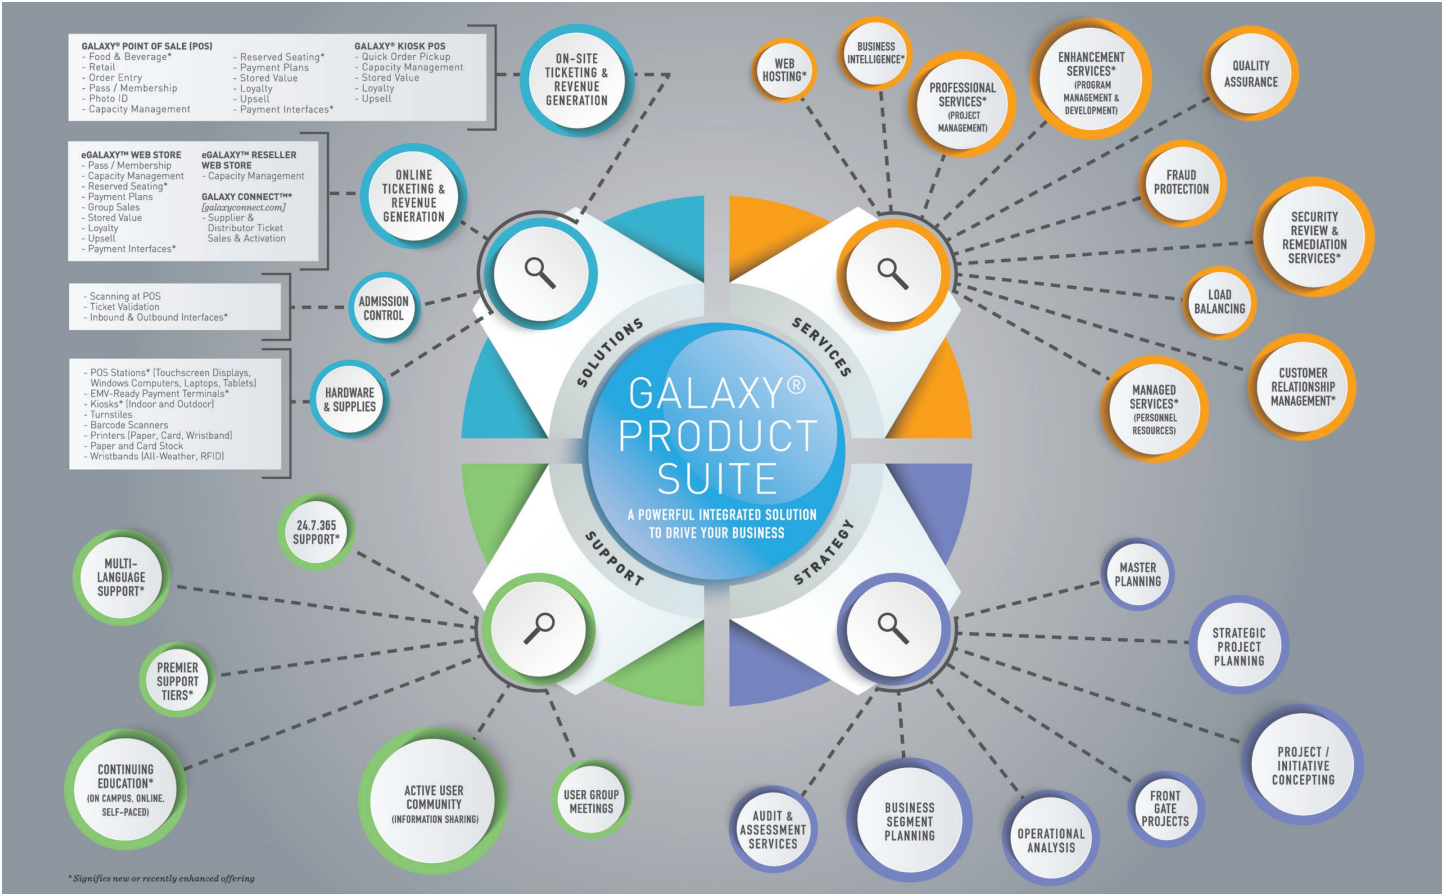 GALAXY® POINT OF SALE (POS)
- Food & Beverage*
- Retail
- Order Entry
- Pass / Membership
- Photo ID
- Capacity Management
- Reserved Seating*
- Payment Plans
- Stored Value
- Loyalty
- Upsell
- Payment Interfaces*
GALAXY® KIOSK POS
- Quick Order Pickup
- Capacity Management
- Stored Value
- Loyalty
- Upsell
ON-SITE
TICKETING &
REVENUE
GENERATION
eGALAXY™ WEB STORE
- Pass / Membership
- Capacity Management
- Reserved Seating*
- Payment Plans
- Group Sales
- Stored Value
- Loyalty
- Upsell
- Payment Interfaces*
eGALAXY™ RESELLER
WEB STORE
- Capacity Management
GALAXY CONNECT™*
[galaxyconnect.com]
- Supplier &
Distributor Ticket
Sales & Activation
ONLINE
TICKETING &
REVENUE
GENERATION
- Scanning at POS
- Ticket Validation
- Inbound & Outbound Interfaces*
ADMISSION
CONTROL
- POS Stations* (Touchscreen Displays,
Windows Computers, Laptops, Tablets)
- EMV-Ready Payment Terminals*
- Kiosks* (Indoor and Outdoor)
- Turnstiles
- Barcode Scanners
- Printers (Paper, Card, Wristband)
- Paper and Card Stock
- Wristbands (All-Weather, RFID)
HARDWARE
& SUPPLIES
WEB
HOSTING*
BUSINESS
INTELLIGENCE*
PROFESSIONAL
SERVICES*
(PROJECT
MANAGEMENT)
ENHANCEMENT
SERVICES*
(PROGRAM
MANAGEMENT &
DEVELOPMENT)
QUALITY
ASSURANCE
FRAUD
PROTECTION
SECURITY
REVIEW &
REMEDIATION
SERVICES*
LOAD
BALANCING
CUSTOMER
RELATIONSHIP
MANAGEMENT*
MANAGED
SERVICES*
(PERSONNEL
RESOURCES)
SOLUTIONS
SERVICES
GALAXY®
PRODUCT
SUITE
A POWERFUL INTEGRATED SOLUTION
TO DRIVE YOUR BUSINESS
SUPPORT
STRATEGY
24.7.365
SUPPORT*
MULTI-
LANGUAGE
SUPPORT*
PREMIER
SUPPORT
TIERS*
CONTINUING
EDUCATION*
(ON CAMPUS, ONLINE,
SELF-PACED)
ACTIVE USER
COMMUNITY
(INFORMATION SHARING)
USER GROUP
MEETINGS
MASTER
PLANNING
STRATEGIC
PROJECT
PLANNING
PROJECT /
INITIATIVE
CONCEPTING
FRONT
GATE
PROJECTS
OPERATIONAL
ANALYSIS
BUSINESS
SEGMENT
PLANNING
AUDIT &
ASSESSMENT
SERVICES
* Signifies new or recently enhanced offering